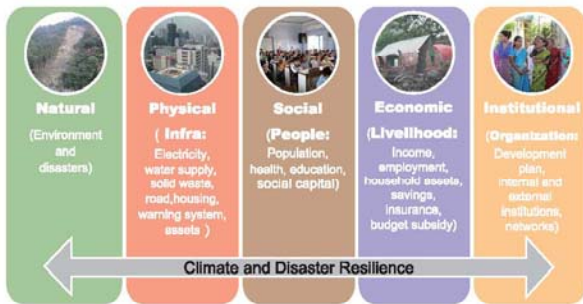 Natural
(Environment
and
disasters)
Physical
( Infra:
Electricity,
water supply,
solid waste,
road,housing,
warning system,
assets )
Social
(People:
Population,
health, education,
social capital)
Economic
(Livelihood:
Income,
employment,
household assets,
savings,
insurance,
budget subsidy)
Institutional
(Organization:
Development
plan,
internal and
external
institutions,
networks)
Climate and Disaster Resilience